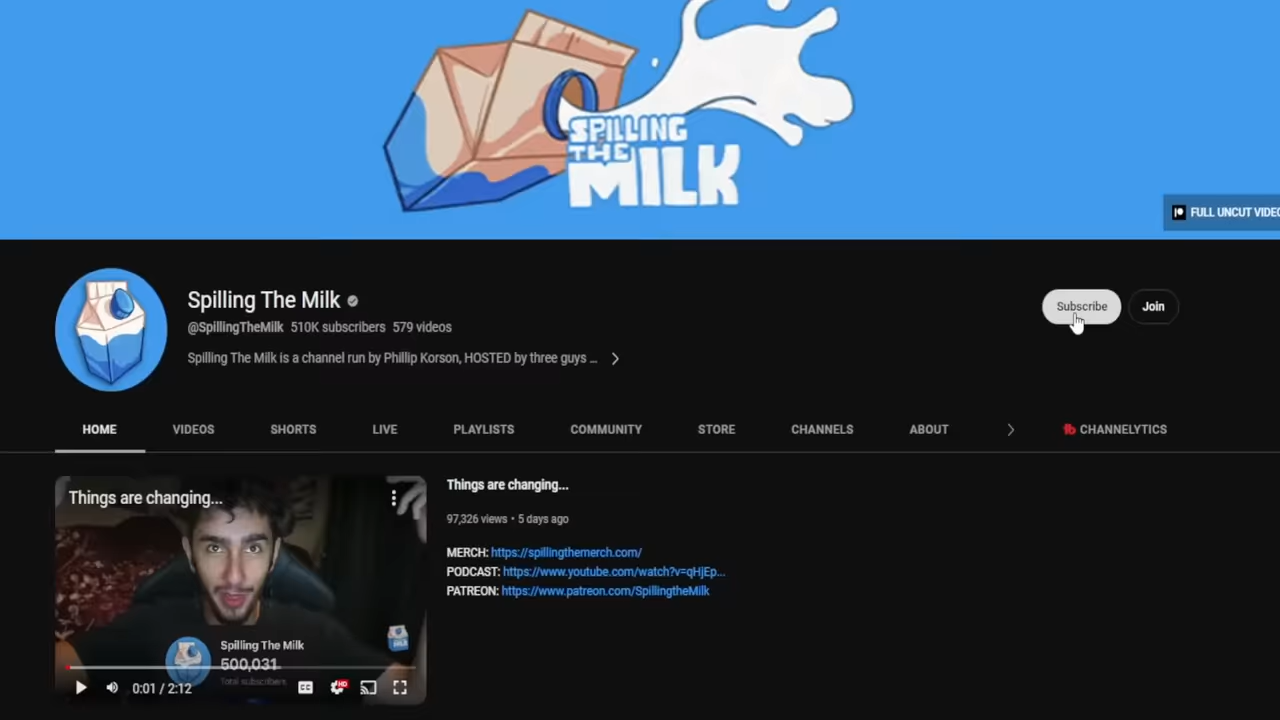 SPILLING
THE
MILK
FULL UNCUT VIDEO
Spilling The Milk
@SpillingTheMilk 510K subscribers 579 videos
Subscribe
Join
Spilling The Milk is a channel run by Phillip Korson, HOSTED by three guys ...
HOME VIDEOS SHORTS LIVE PLAYLISTS COMMUNITY STORE CHANNELS ABOUT CHANNELYTICS
Things are changing...
Things are changing...
97,326 views • 5 days ago
MERCH: https://spillingthemerch.com/
PODCAST: https://www.youtube.com/watch?v=qHjEp...
PATREON: https://www.patreon.com/SpillingtheMilk
Spilling The Milk
500,031
Total subscribers
0:01 / 2:12
CC
HD